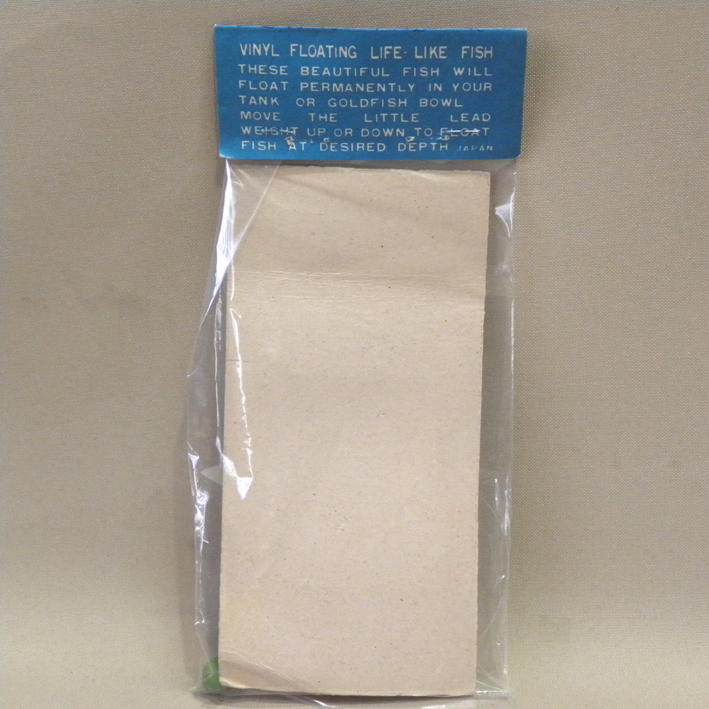 VINYL FLOATING LIFE-LIKE FISH
THESE BEAUTIFUL FISH WILL
FLOAT PERMANENTLY IN YOUR
TANK OR GOLDFISH BOWL
MOVE THE LITTLE LEAD
WEIGHT UP OR DOWN TO FLOAT
FISH AT DESIRED DEPTH JAPAN